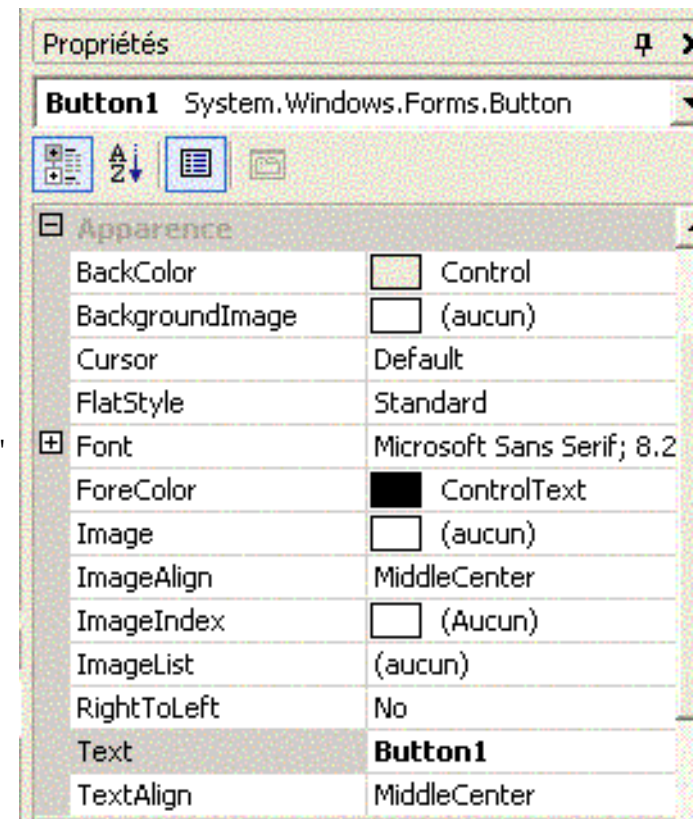 Propriétés
Button1 System.Windows.Forms.Button
Apparence
BackColor Control
BackgroundImage (aucun)
Cursor Default
FlatStyle Standard
Font Microsoft Sans Serif; 8.2
ForeColor ControlText
Image (aucun)
ImageAlign MiddleCenter
ImageIndex (Aucun)
ImageList (aucun)
RightToLeft No
Text Button1
TextAlign MiddleCenter